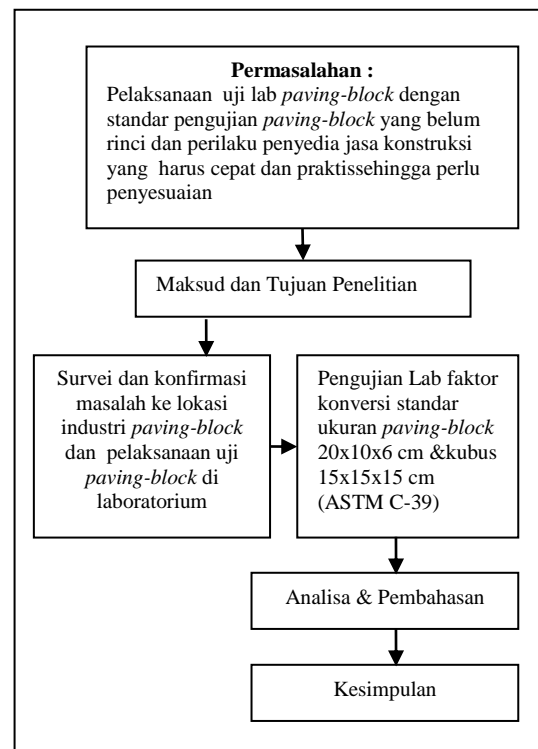 Permasalahan :
Pelaksanaan uji lab paving-block dengan
standar pengujian paving-block yang belum
rinci dan perilaku penyedia jasa konstruksi
yang harus cepat dan praktissehingga perlu
penyesuaian
Maksud dan Tujuan Penelitian
Survei dan konfirmasi
masalah ke lokasi
industri paving-block
dan pelaksanaan uji
paving-block di
laboratorium
Pengujian Lab faktor
konversi standar
ukuran paving-block
20x10x6 cm &kubus
15x15x15 cm
(ASTM C-39)
Analisa & Pembahasan
Kesimpulan